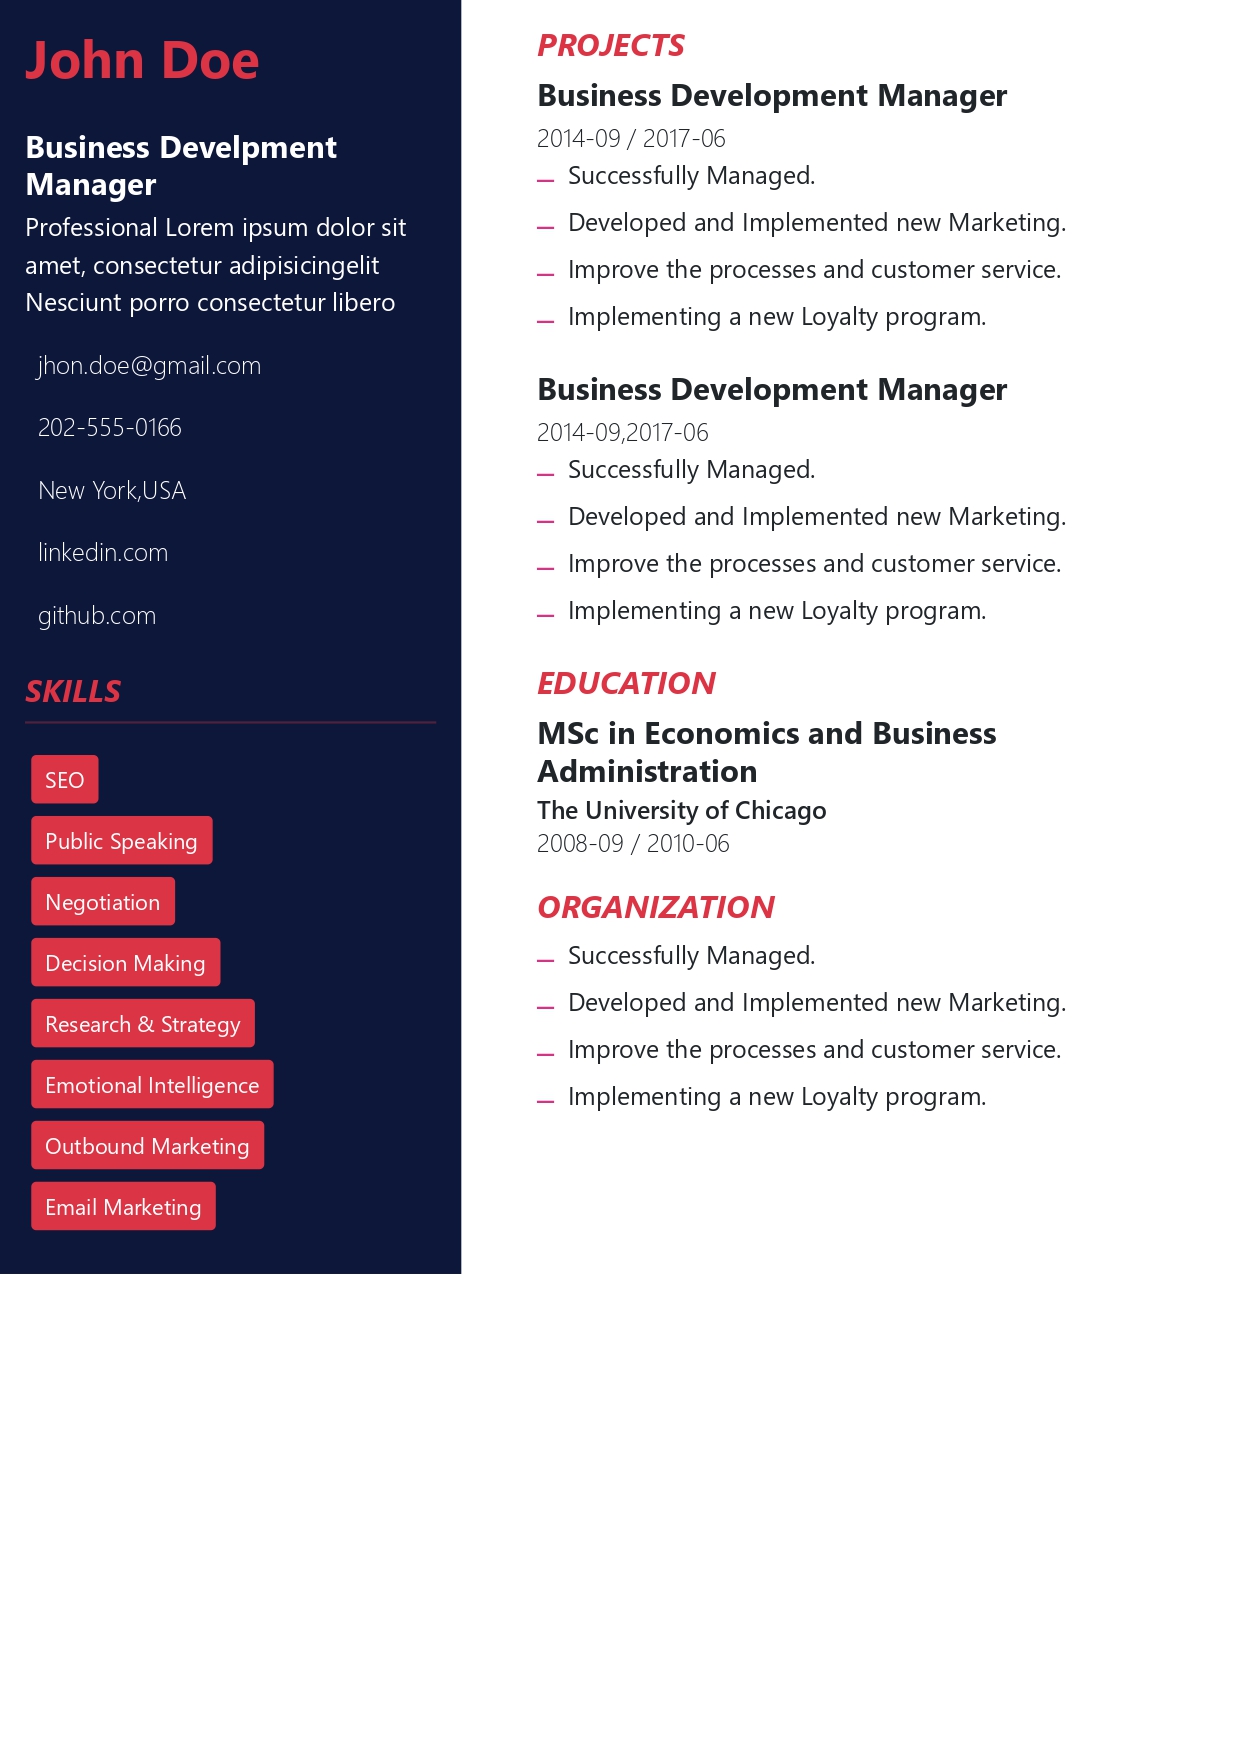 John Doe
Business Develpment
Manager
Professional Lorem ipsum dolor sit
amet, consectetur adipisicingelit
Nesciunt porro consectetur libero
jhon.doe@gmail.com
202-555-0166
New York,USA
linkedin.com
github.com
SKILLS
SEO
Public Speaking
Negotiation
Decision Making
Research & Strategy
Emotional Intelligence
Outbound Marketing
Email Marketing
PROJECTS
Business Development Manager
2014-09 / 2017-06
Successfully Managed.
Developed and Implemented new Marketing.
Improve the processes and customer service.
Implementing a new Loyalty program.
Business Development Manager
2014-09,2017-06
Successfully Managed.
Developed and Implemented new Marketing.
Improve the processes and customer service.
Implementing a new Loyalty program.
EDUCATION
MSc in Economics and Business
Administration
The University of Chicago
2008-09 / 2010-06
ORGANIZATION
Successfully Managed.
Developed and Implemented new Marketing.
Improve the processes and customer service.
Implementing a new Loyalty program.